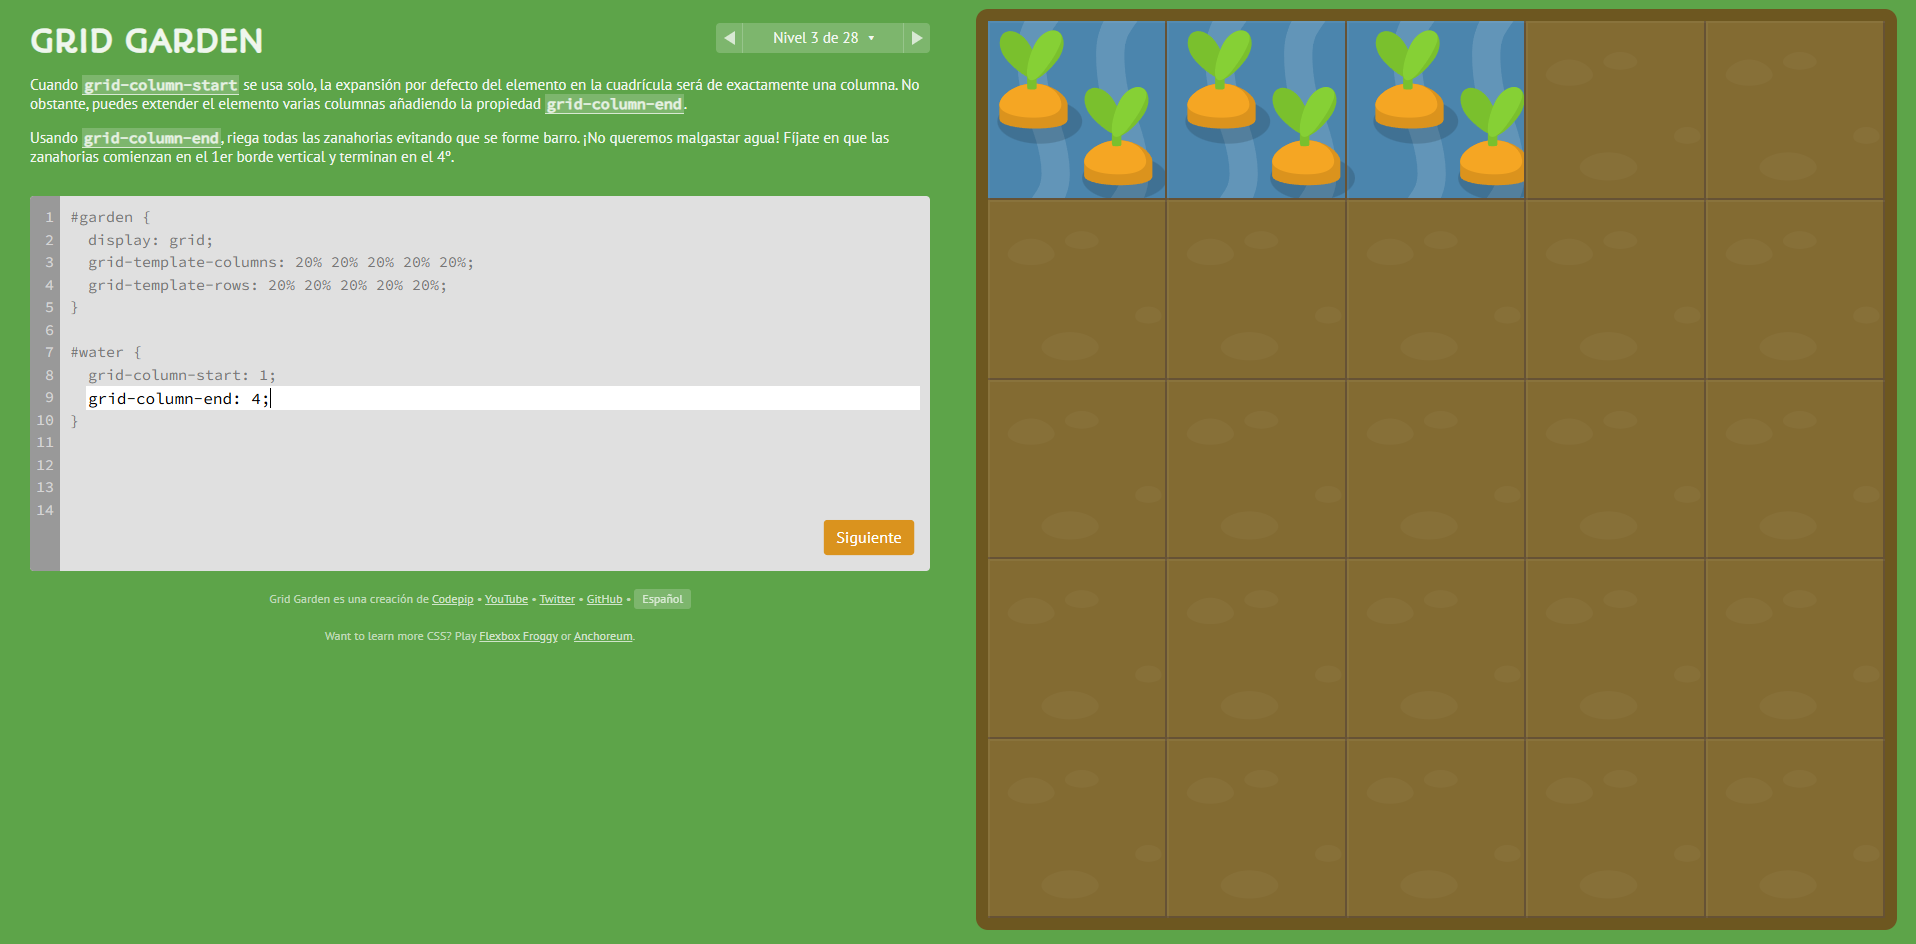 GRID GARDEN
◀ Nivel 3 de 28 ▾ ▶
Cuando grid-column-start se usa solo, la expansión por defecto del elemento en la cuadrícula será de exactamente una columna. No
obstante, puedes extender el elemento varias columnas añadiendo la propiedad grid-column-end.
Usando grid-column-end, riega todas las zanahorias evitando que se forme barro. ¡No queremos malgastar agua! Fíjate en que las
zanahorias comienzan en el 1er borde vertical y terminan en el 4º.
1 #garden {
2   display: grid;
3   grid-template-columns: 20% 20% 20% 20% 20%;
4   grid-template-rows: 20% 20% 20% 20% 20%;
5 }
6
7 #water {
8   grid-column-start: 1;
9   grid-column-end: 4;
10 }
11
12
13
14
Siguiente
Grid Garden es una creación de Codepip • YouTube • Twitter • GitHub • Español
Want to learn more CSS? Play Flexbox Froggy or Anchoreum.